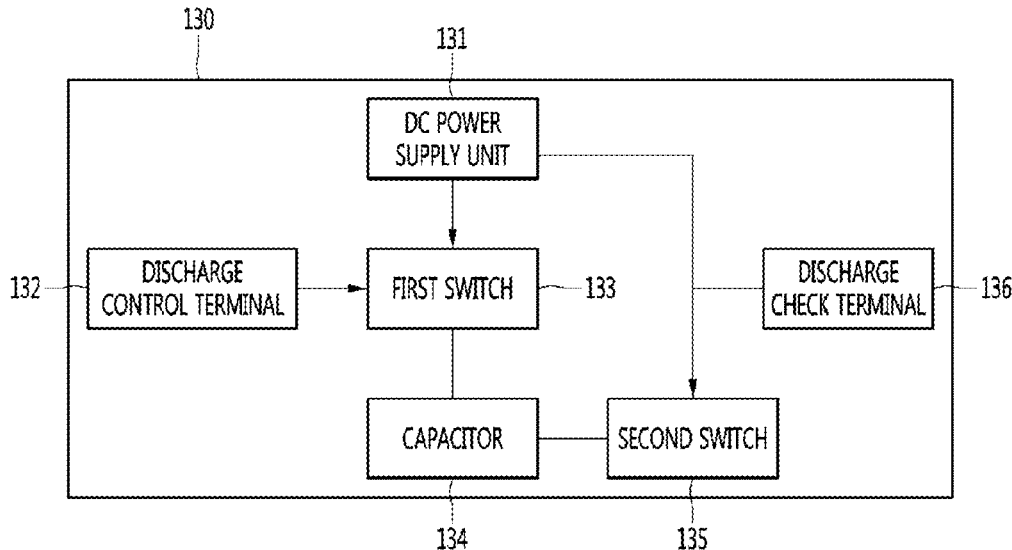 130
131
DC POWER
SUPPLY UNIT
132
DISCHARGE
CONTROL TERMINAL
FIRST SWITCH
133
DISCHARGE
CHECK TERMINAL
136
CAPACITOR
SECOND SWITCH
134
135